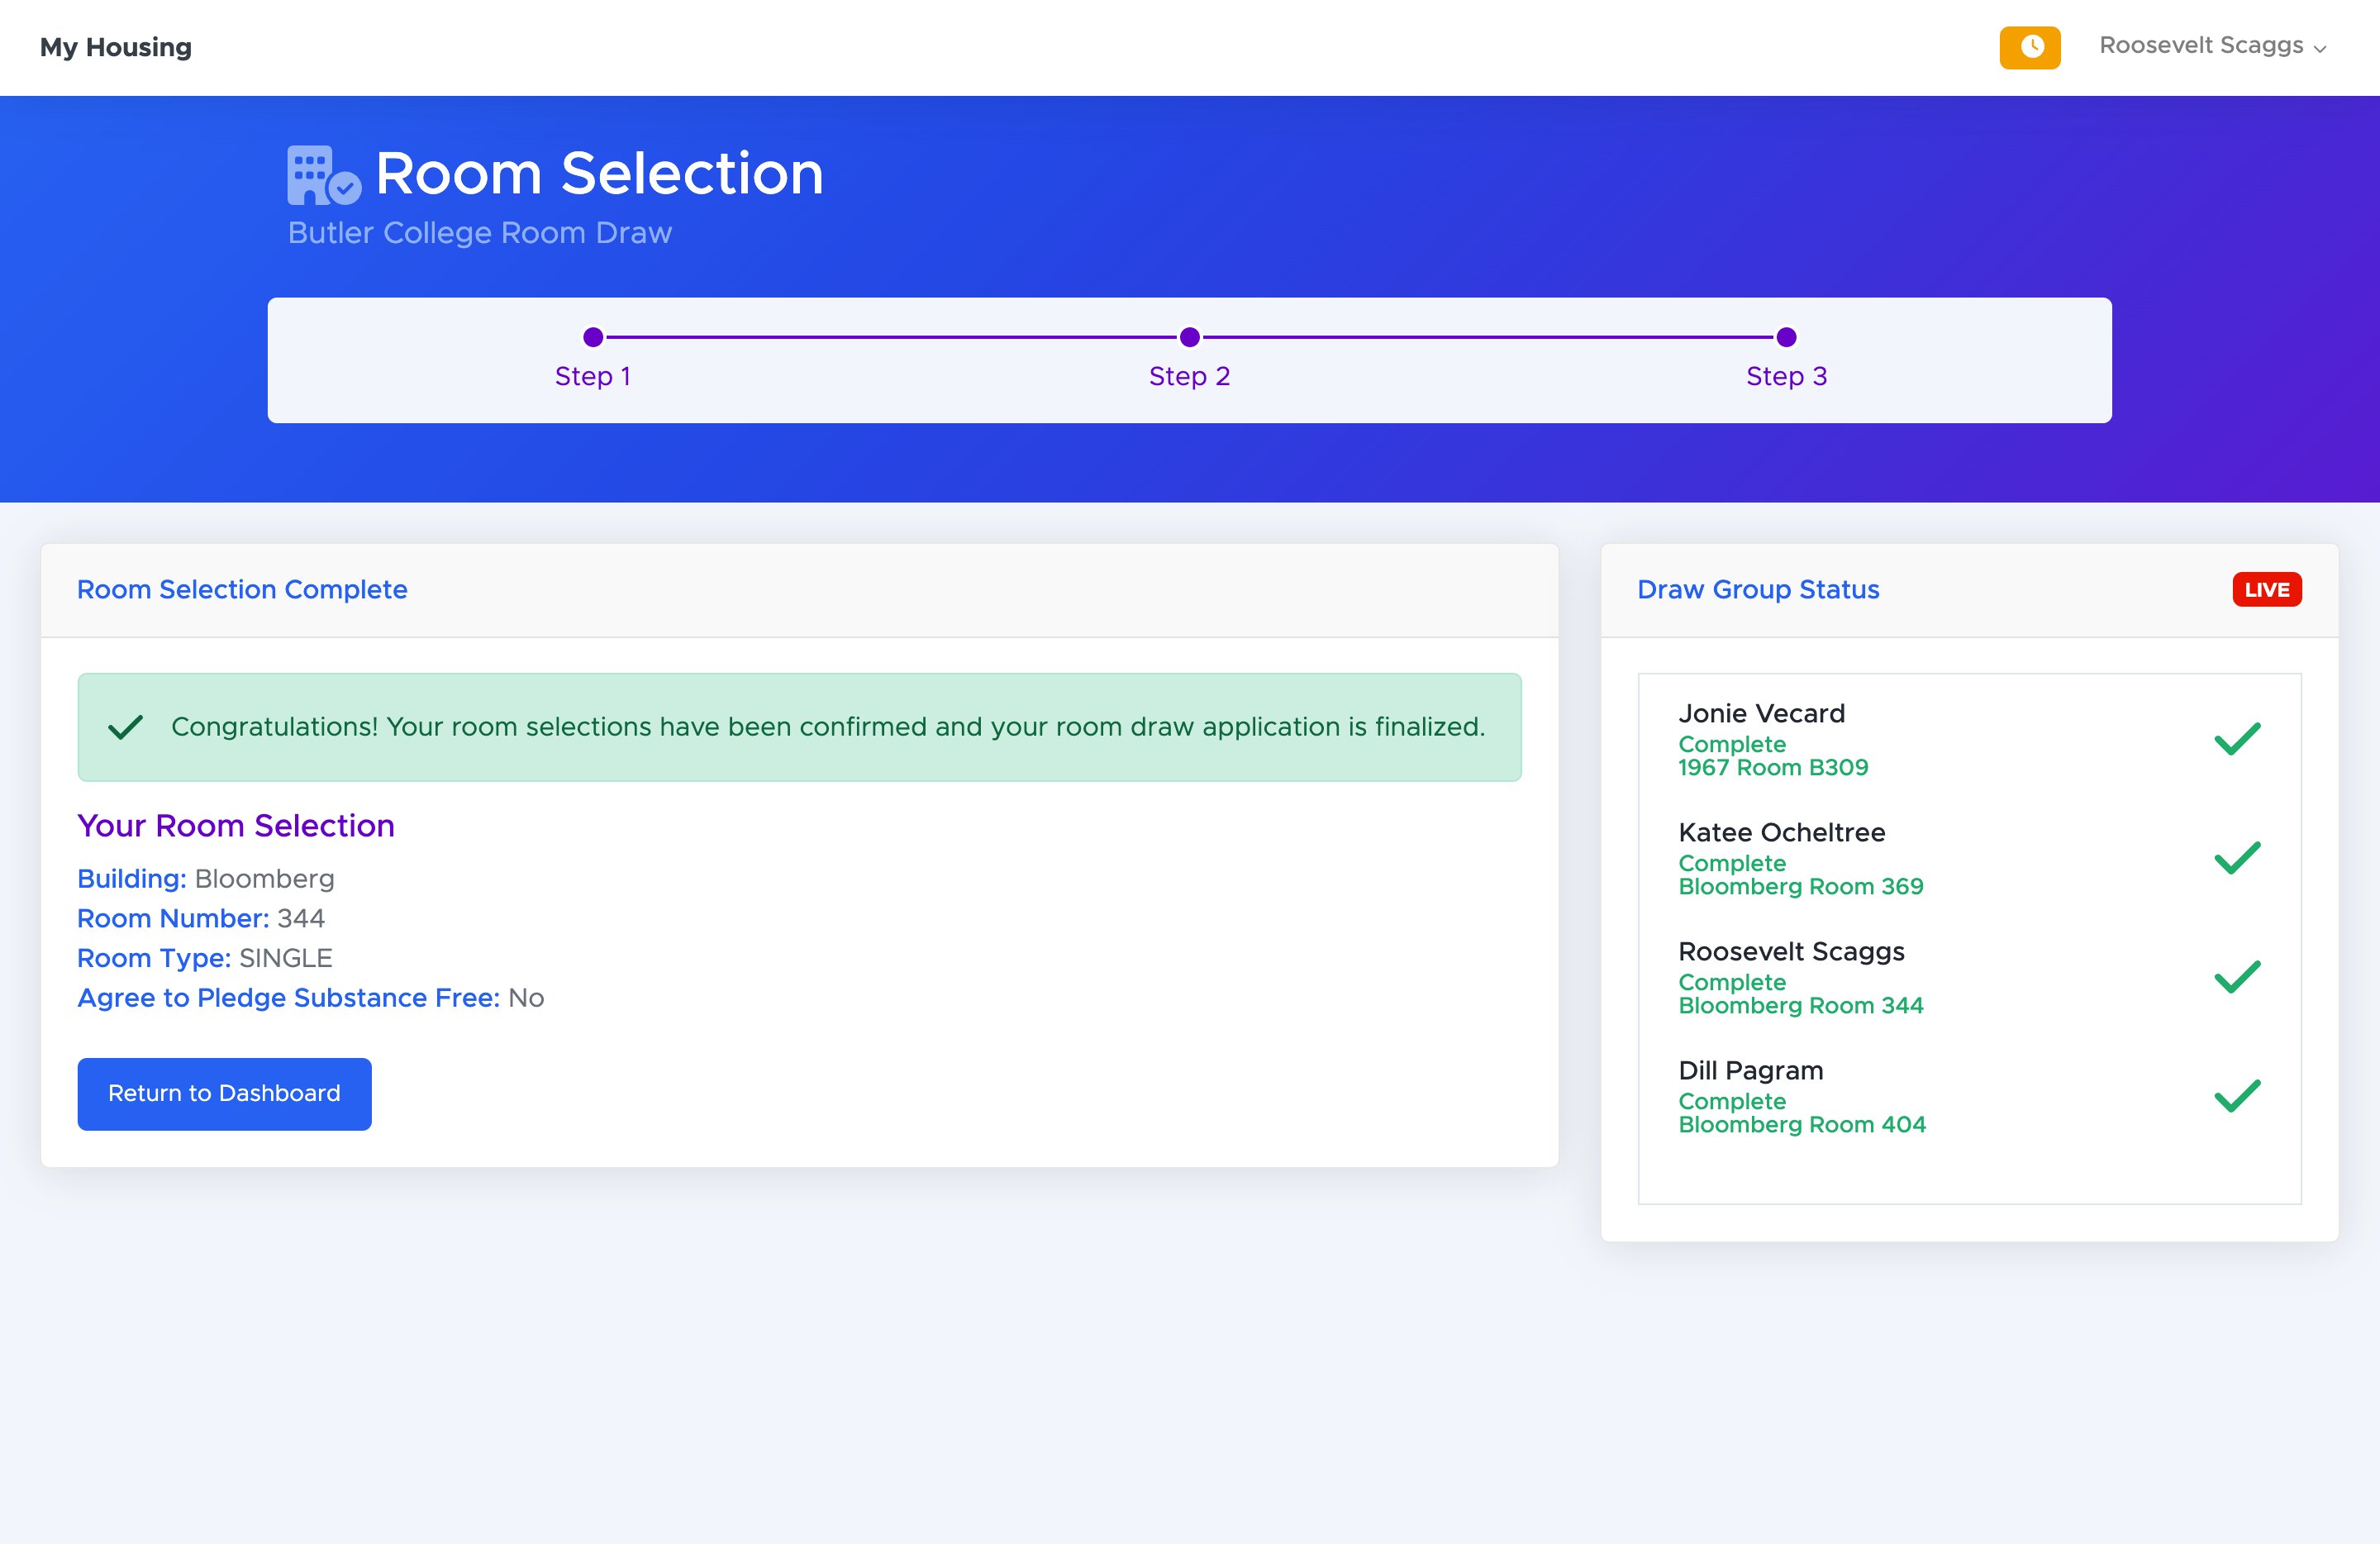 My Housing
Roosevelt Scaggs
Room Selection
Butler College Room Draw
Step 1
Step 2
Step 3
Room Selection Complete
Congratulations! Your room selections have been confirmed and your room draw application is finalized.
Your Room Selection
Building: Bloomberg
Room Number: 344
Room Type: SINGLE
Agree to Pledge Substance Free: No
Return to Dashboard
Draw Group Status
LIVE
Jonie Vecard
Complete
1967 Room B309
Katee Ocheltree
Complete
Bloomberg Room 369
Roosevelt Scaggs
Complete
Bloomberg Room 344
Dill Pagram
Complete
Bloomberg Room 404